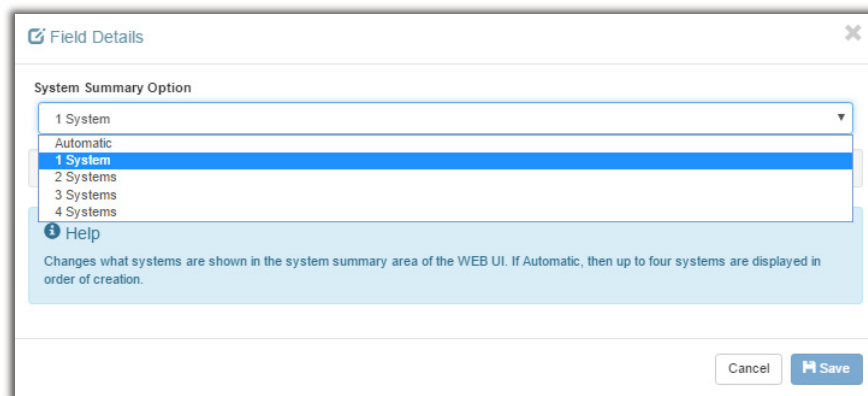 Field Details
System Summary Option
1 System
Automatic
1 System
2 Systems
3 Systems
4 Systems
Help
Changes what systems are shown in the system summary area of the WEB UI. If Automatic, then up to four systems are displayed in
order of creation.
Cancel
Save